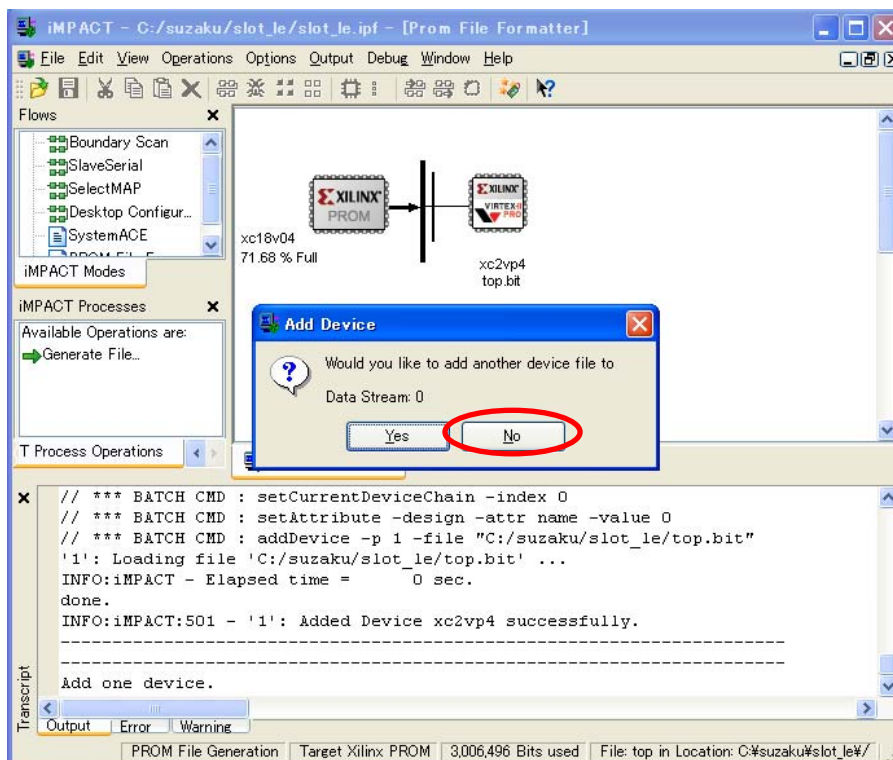 iMPACT - C:/suzaku/slot_le/slot_le.ipf - [Prom File Formatter]
File Edit View Operations Options Output Debug Window Help
Flows
Boundary Scan
SlaveSerial
SelectMAP
Desktop Configur...
SystemACE
iMPACT Modes
XILINX
PROM
xc18v04
71.68 % Full
XILINX
VIRTEX-II
PRO
xc2vp4
top.bit
iMPACT Processes
Available Operations are:
Generate File...
T Process Operations
Add Device
Would you like to add another device file to
Data Stream: 0
Yes No
// *** BATCH CMD : setCurrentDeviceChain -index 0
// *** BATCH CMD : setAttribute -design -attr name -value 0
// *** BATCH CMD : addDevice -p 1 -file "C:/suzaku/slot_le/top.bit"
'1': Loading file 'C:/suzaku/slot_le/top.bit' ...
INFO:iMPACT - Elapsed time = 0 sec.
done.
INFO:iMPACT:501 - '1': Added Device xc2vp4 successfully.
----------------------------------------------------------------------
----------------------------------------------------------------------
Add one device.
Transcript
Output Error Warning
PROM File Generation Target Xilinx PROM 3,006,496 Bits used File: top in Location: C:¥suzaku¥slot_le¥/